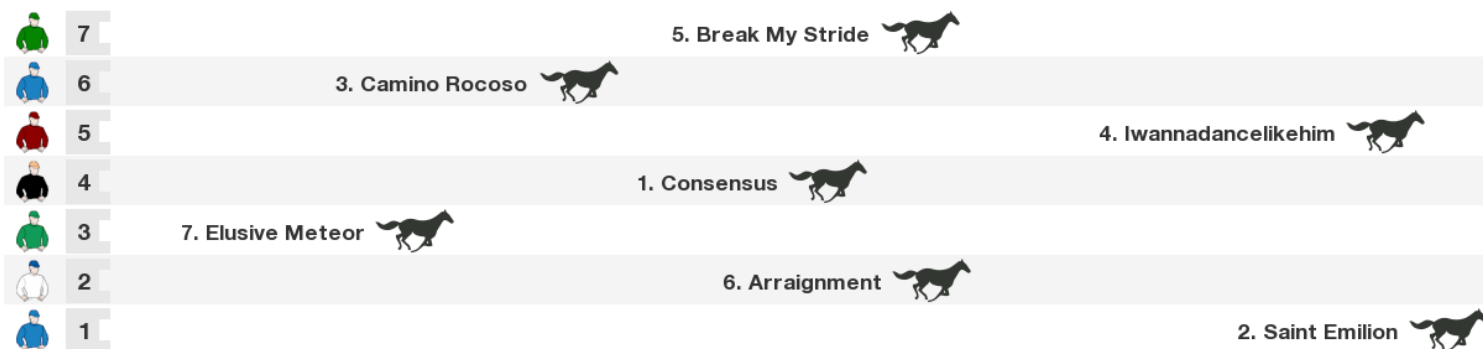 7 5. Break My Stride
6 3. Camino Rocoso
5 4. Iwannadancelikehim
4 1. Consensus
3 7. Elusive Meteor
2 6. Arraignment
1 2. Saint Emilion